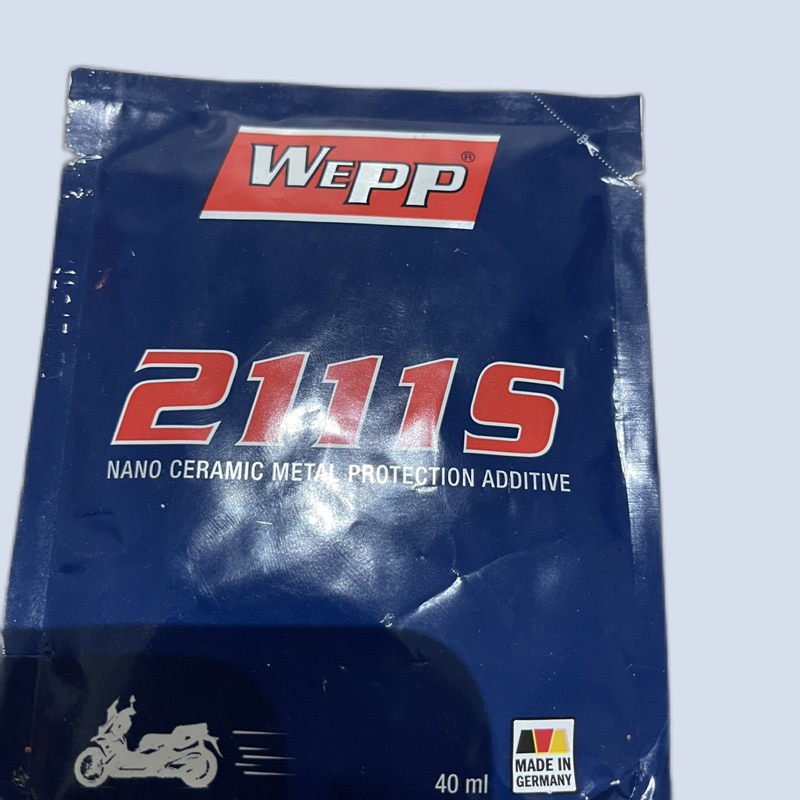 WEPP®
2111S
NANO CERAMIC METAL PROTECTION ADDITIVE
40 ml
MADE IN
GERMANY